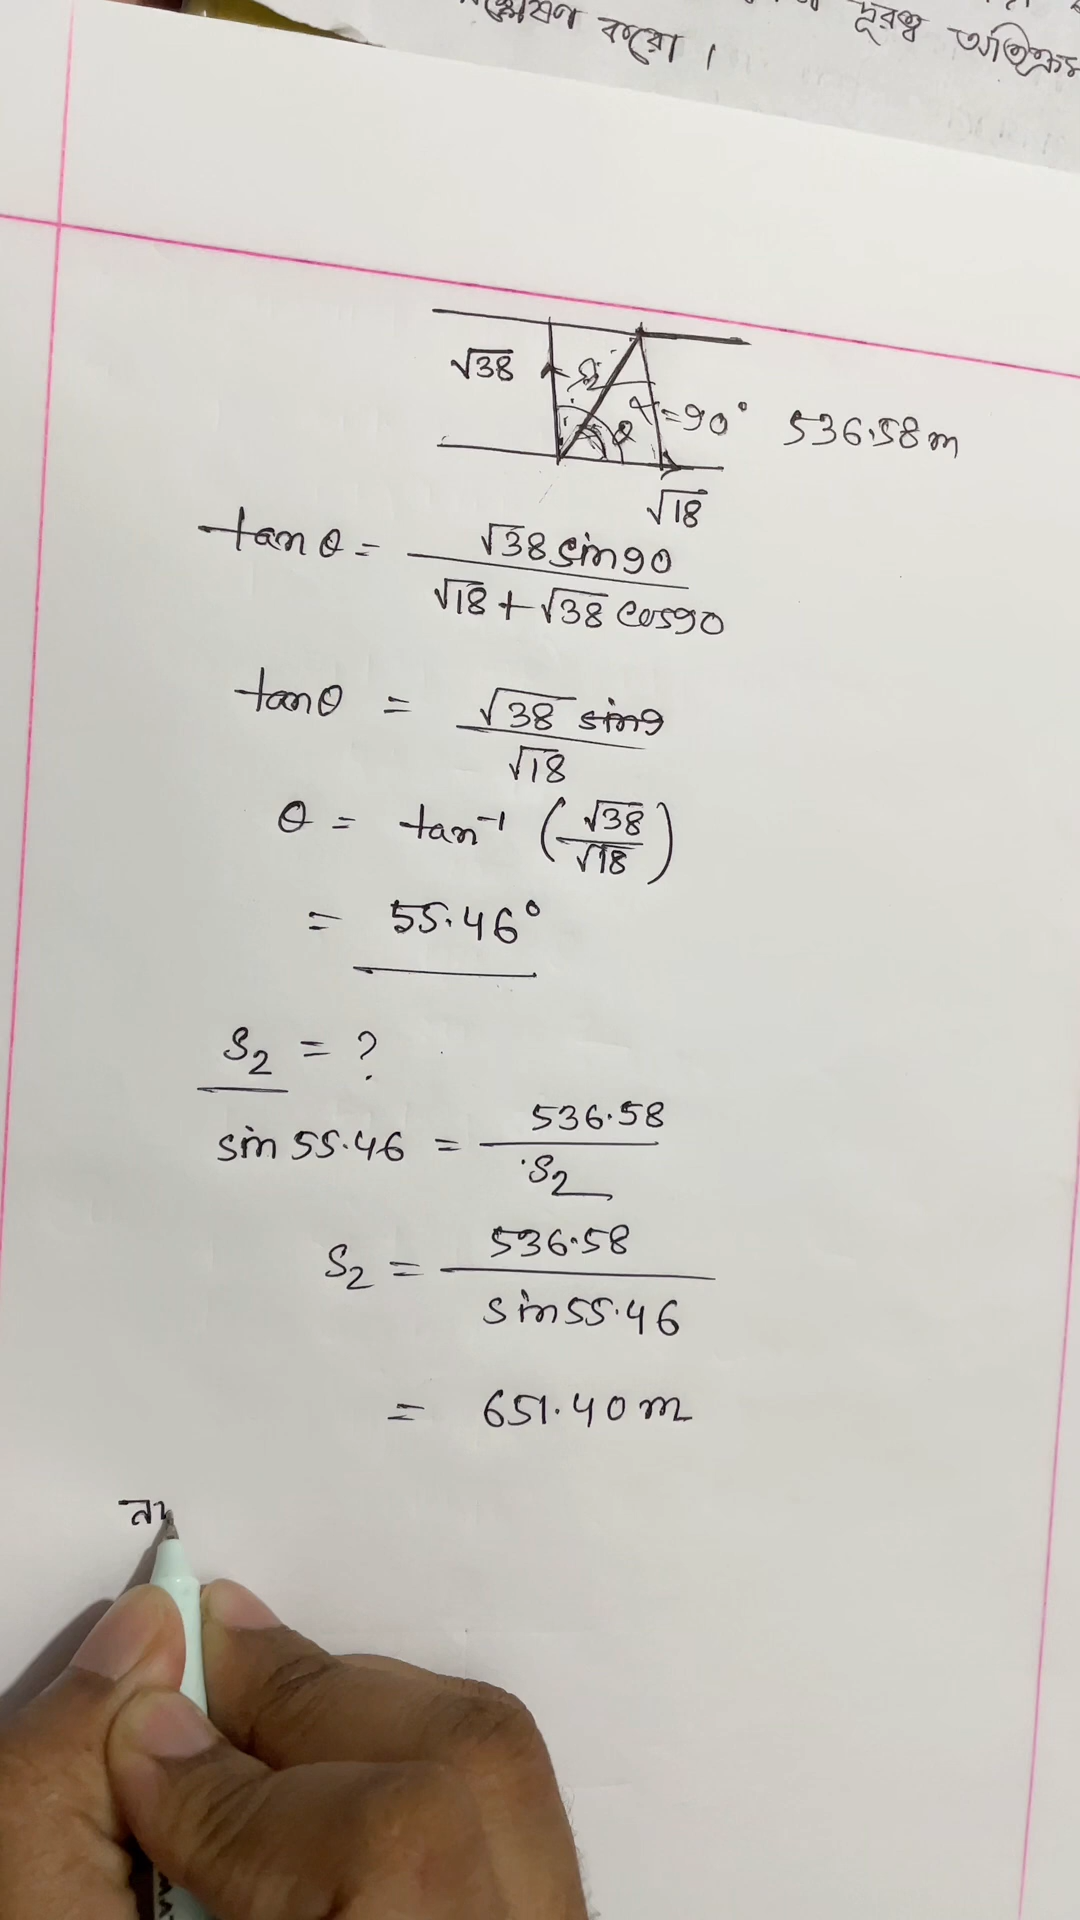 দূরত্ব অতিক্রম
করো ।
√38
S₂
α=90°
536.58m
θ
√18
tanθ = √38 sin90 / √18+√38 cos90
tanθ = √38 sin9 / √18
θ = tan⁻¹ (√38 / √18)
= 55.46°
S₂ = ?
sin 55.46 = 536.58 / S₂
S₂ = 536.58 / sin55.46
= 651.40m